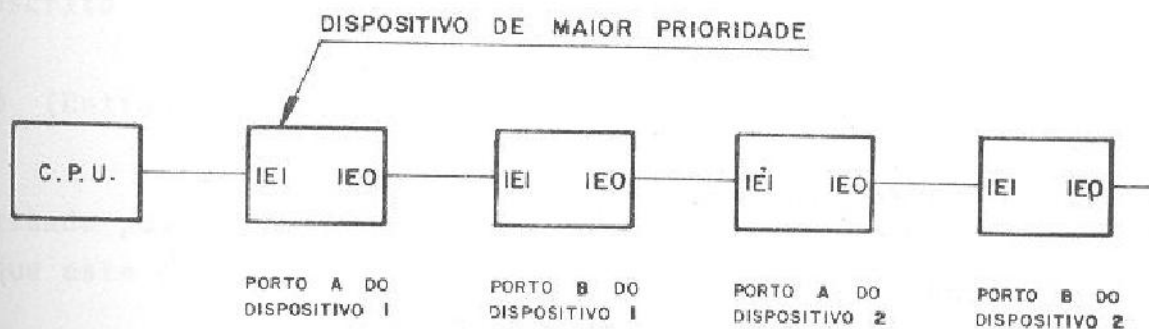 DISPOSITIVO DE MAIOR PRIORIDADE
C.P.U.
IEI IEO
IEI IEO
IEI IEO
IEI IEO
PORTO A DO
DISPOSITIVO 1
PORTO B DO
DISPOSITIVO 1
PORTO A DO
DISPOSITIVO 2
PORTO B DO
DISPOSITIVO 2